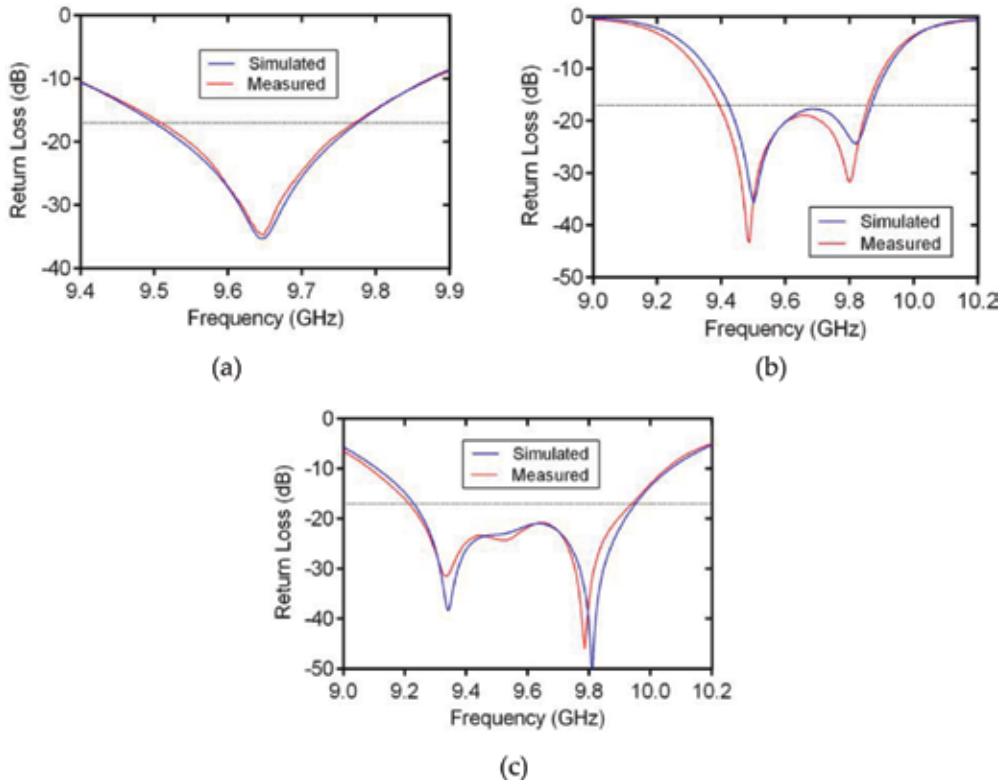 0
-10
-20
-30
-40
Return Loss (dB)
Simulated
Measured
9.4 9.5 9.6 9.7 9.8 9.9
Frequency (GHz)
(a)
0
-10
-20
-30
-40
-50
Return Loss (dB)
Simulated
Measured
9.0 9.2 9.4 9.6 9.8 10.0 10.2
Frequency (GHz)
(b)
0
-10
-20
-30
-40
-50
Return Loss (dB)
Simulated
Measured
9.0 9.2 9.4 9.6 9.8 10.0 10.2
Frequency (GHz)
(c)